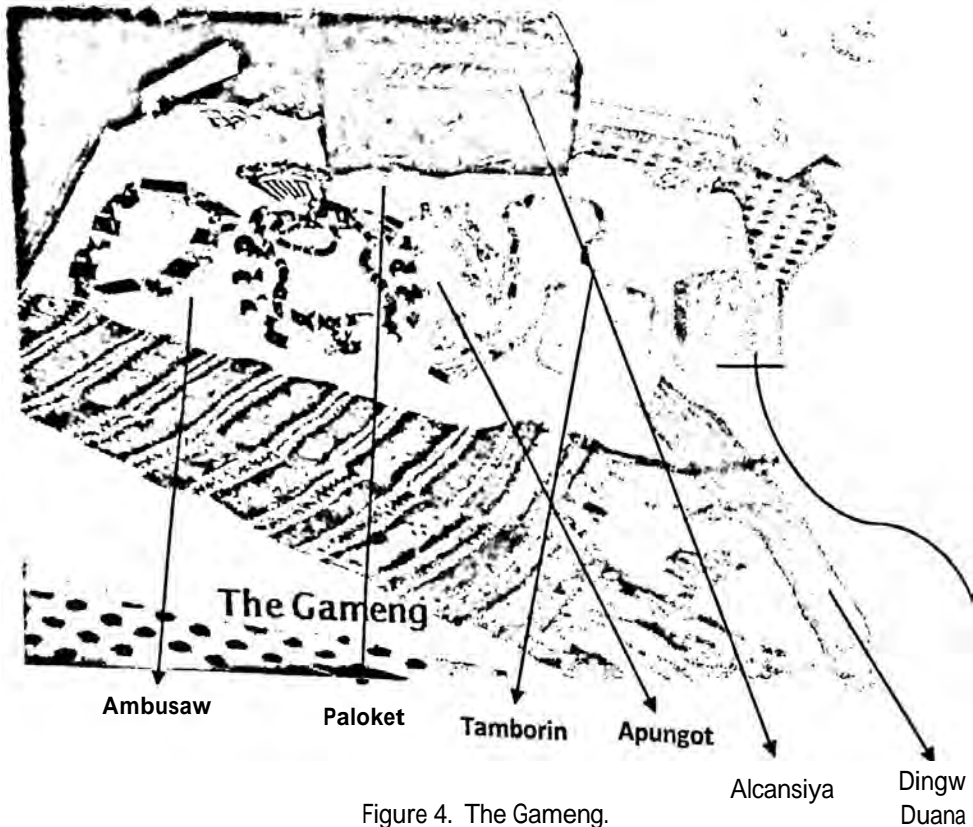 The Gameng
Ambusaw
Paloket
Tamborin
Apungot
Alcansiya
Dingw
Duana
Figure 4. The Gameng.